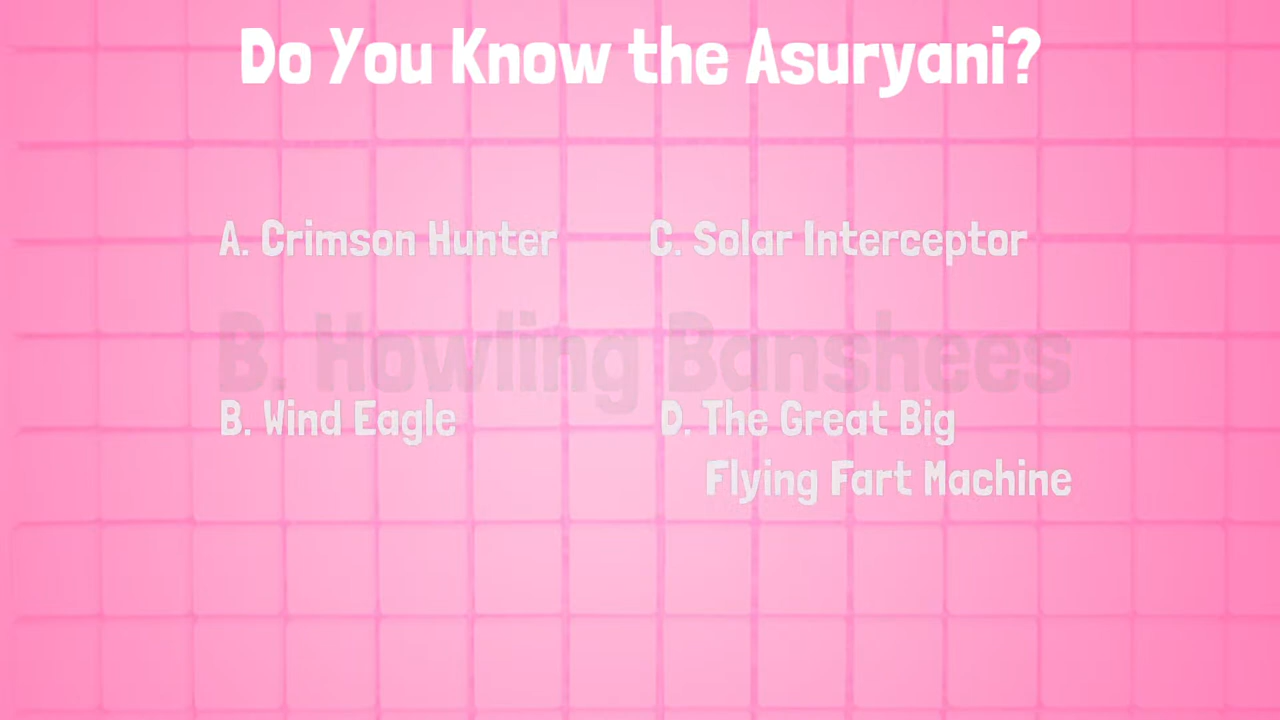 Do You Know the Asuryani?
A. Crimson Hunter
C. Solar Interceptor
B. Howling Banshees
B. Wind Eagle
D. The Great Big
Flying Fart Machine